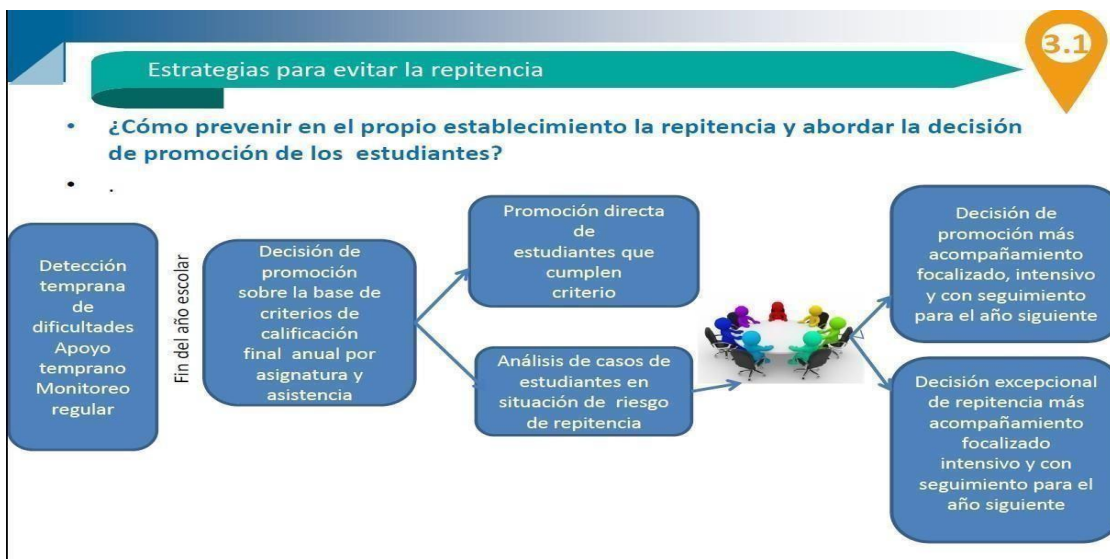 3.1
Estrategias para evitar la repitencia
• ¿Cómo prevenir en el propio establecimiento la repitencia y abordar la decisión
de promoción de los estudiantes?
• .
Detección
temprana
de
dificultades
Apoyo
temprano
Monitoreo
regular
Fin del año escolar
Decisión de
promoción
sobre la base de
criterios de
calificación
final anual por
asignatura y
asistencia
Promoción directa
de
estudiantes que
cumplen
criterio
Análisis de casos de
estudiantes en
situación de riesgo
de repitencia
Decisión de
promoción más
acompañamiento
focalizado, intensivo
y con seguimiento
para el año siguiente
Decisión excepcional
de repitencia más
acompañamiento
focalizado
intensivo y con
seguimiento para el
año siguiente